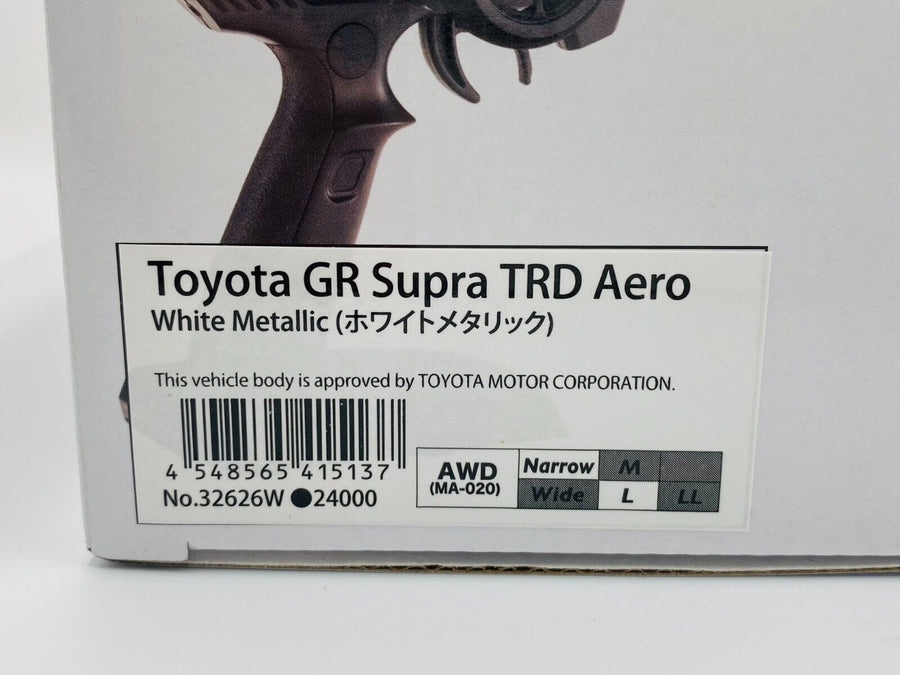 Toyota GR Supra TRD Aero
White Metallic (ホワイトメタリック)
This vehicle body is approved by TOYOTA MOTOR CORPORATION.
4 548565 415137
No.32626W ●24000
AWD
(MA-020)
Narrow M
Wide L LL